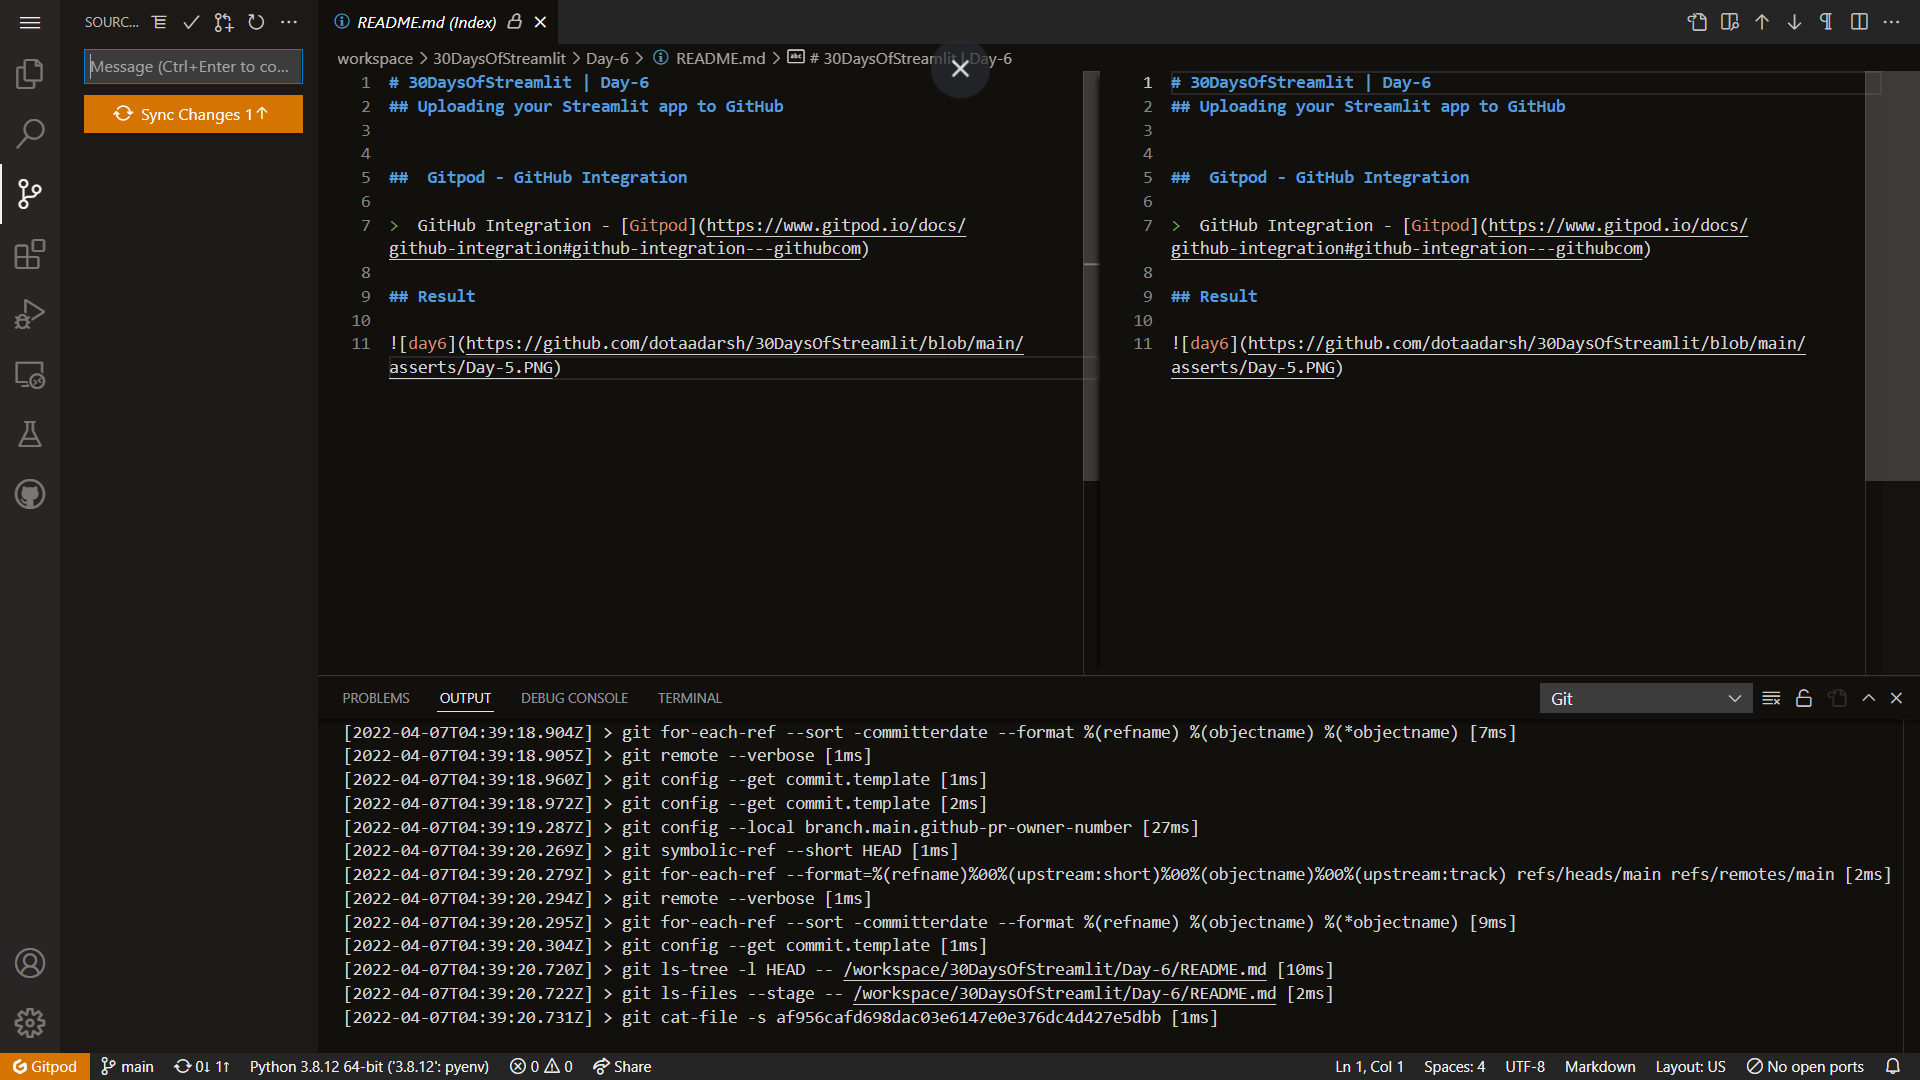 SOURC...
Message (Ctrl+Enter to co...
Sync Changes 1↑
README.md (Index)
workspace > 30DaysOfStreamlit > Day-6 > README.md > # 30DaysOfStreamlit | Day-6
1 # 30DaysOfStreamlit | Day-6
2 ## Uploading your Streamlit app to GitHub
3
4
5 ##  Gitpod - GitHub Integration
6
7 >  GitHub Integration - [Gitpod](https://www.gitpod.io/docs/
github-integration#github-integration---githubcom)
8
9 ## Result
10
11 ![day6](https://github.com/dotaadarsh/30DaysOfStreamlit/blob/main/
asserts/Day-5.PNG)
1 # 30DaysOfStreamlit | Day-6
2 ## Uploading your Streamlit app to GitHub
3
4
5 ##  Gitpod - GitHub Integration
6
7 >  GitHub Integration - [Gitpod](https://www.gitpod.io/docs/
github-integration#github-integration---githubcom)
8
9 ## Result
10
11 ![day6](https://github.com/dotaadarsh/30DaysOfStreamlit/blob/main/
asserts/Day-5.PNG)
PROBLEMS OUTPUT DEBUG CONSOLE TERMINAL Git
[2022-04-07T04:39:18.904Z] > git for-each-ref --sort -committerdate --format %(refname) %(objectname) %(*objectname) [7ms]
[2022-04-07T04:39:18.905Z] > git remote --verbose [1ms]
[2022-04-07T04:39:18.960Z] > git config --get commit.template [1ms]
[2022-04-07T04:39:18.972Z] > git config --get commit.template [2ms]
[2022-04-07T04:39:19.287Z] > git config --local branch.main.github-pr-owner-number [27ms]
[2022-04-07T04:39:20.269Z] > git symbolic-ref --short HEAD [1ms]
[2022-04-07T04:39:20.279Z] > git for-each-ref --format=%(refname)%00%(upstream:short)%00%(objectname)%00%(upstream:track) refs/heads/main refs/remotes/main [2ms]
[2022-04-07T04:39:20.294Z] > git remote --verbose [1ms]
[2022-04-07T04:39:20.295Z] > git for-each-ref --sort -committerdate --format %(refname) %(objectname) %(*objectname) [9ms]
[2022-04-07T04:39:20.304Z] > git config --get commit.template [1ms]
[2022-04-07T04:39:20.720Z] > git ls-tree -l HEAD -- /workspace/30DaysOfStreamlit/Day-6/README.md [10ms]
[2022-04-07T04:39:20.722Z] > git ls-files --stage -- /workspace/30DaysOfStreamlit/Day-6/README.md [2ms]
[2022-04-07T04:39:20.731Z] > git cat-file -s af956cafd698dac03e6147e0e376dc4d427e5dbb [1ms]
Gitpod main 0↓ 1↑ Python 3.8.12 64-bit ('3.8.12': pyenv) 0 0 Share Ln 1, Col 1 Spaces: 4 UTF-8 Markdown Layout: US No open ports